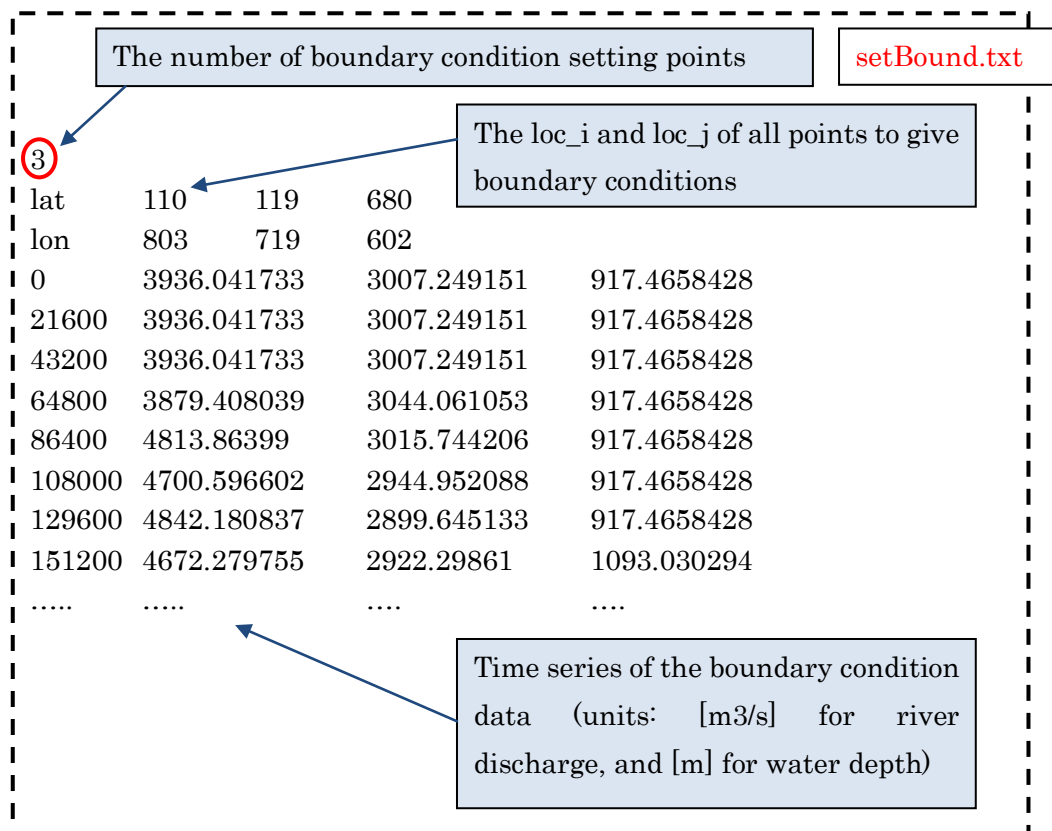 The number of boundary condition setting points
setBound.txt
The loc_i and loc_j of all points to give
boundary conditions
3
lat 110 119 680
lon 803 719 602
0 3936.041733 3007.249151 917.4658428
21600 3936.041733 3007.249151 917.4658428
43200 3936.041733 3007.249151 917.4658428
64800 3879.408039 3044.061053 917.4658428
86400 4813.86399 3015.744206 917.4658428
108000 4700.596602 2944.952088 917.4658428
129600 4842.180837 2899.645133 917.4658428
151200 4672.279755 2922.29861 1093.030294
….. ….. …. ….
Time series of the boundary condition
data (units: [m3/s] for river
discharge, and [m] for water depth)